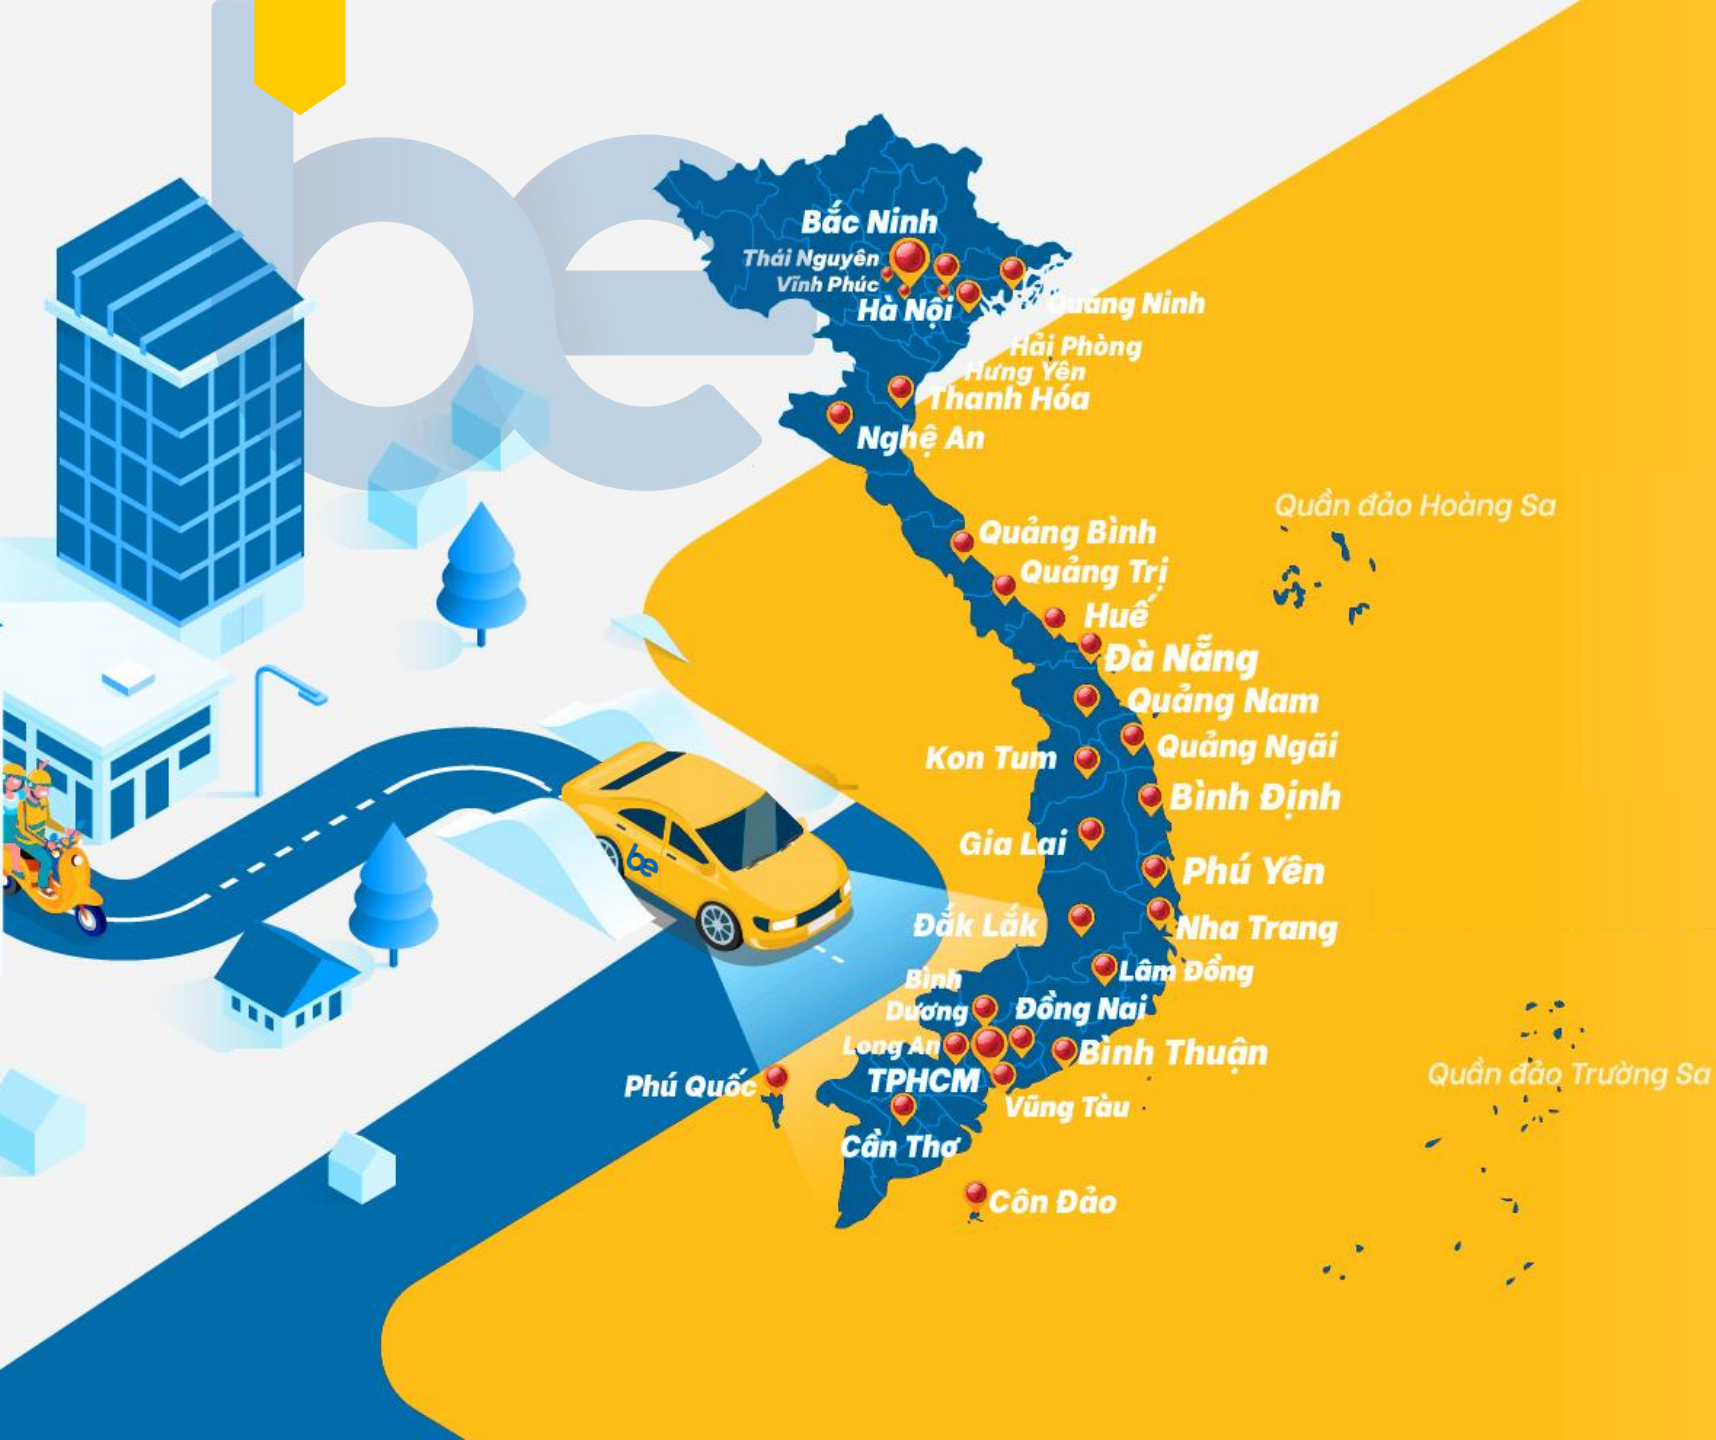 be
Bắc Ninh
Thái Nguyên
Vĩnh Phúc
Hà Nội
Quảng Ninh
Hải Phòng
Hưng Yên
Thanh Hóa
Nghệ An
Quần đảo Hoàng Sa
Quảng Bình
Quảng Trị
Huế
Đà Nẵng
Quảng Nam
Quảng Ngãi
Kon Tum
Bình Định
Gia Lai
be
Phú Yên
Đắk Lắk
Nha Trang
Lâm Đồng
Bình
Dương
Đồng Nai
Long An
Bình Thuận
Quần đảo Trường Sa
Phú Quốc
TPHCM
Vũng Tàu
Cần Thơ
Côn Đảo